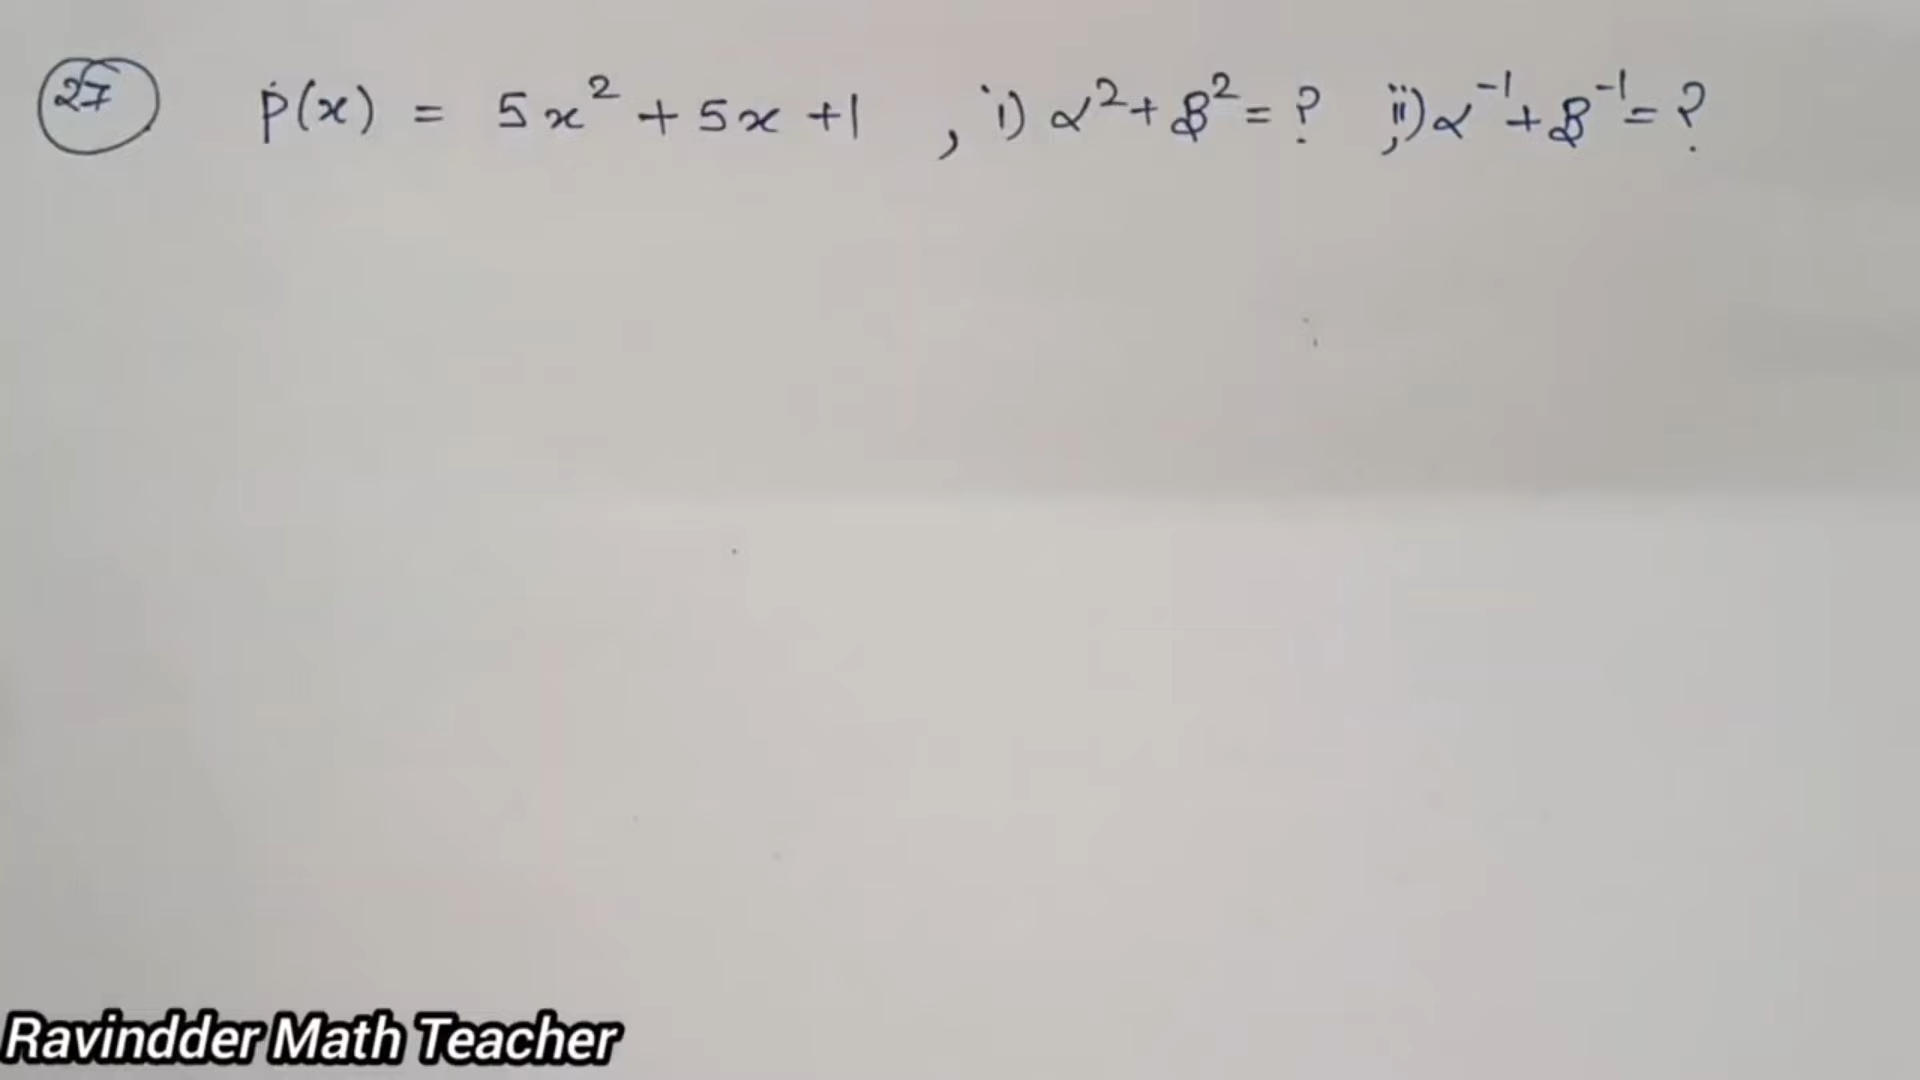 27 p(x) = 5x² + 5x + 1 , i) α² + β² = ? ; ii) α⁻¹ + β⁻¹ = ?
Ravindder Math Teacher